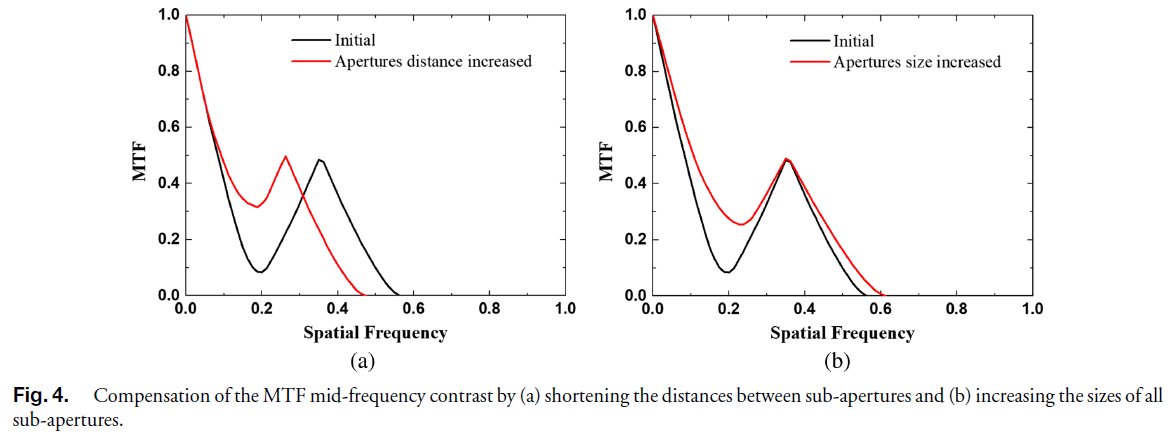 1.0
0.8
0.6
0.4
0.2
0.0
MTF
Initial
Apertures distance increased
0.0 0.2 0.4 0.6 0.8 1.0
Spatial Frequency
(a)
1.0
0.8
0.6
0.4
0.2
0.0
MTF
Initial
Apertures size increased
0.0 0.2 0.4 0.6 0.8 1.0
Spatial Frequency
(b)
Fig. 4. Compensation of the MTF mid-frequency contrast by (a) shortening the distances between sub-apertures and (b) increasing the sizes of all
sub-apertures.